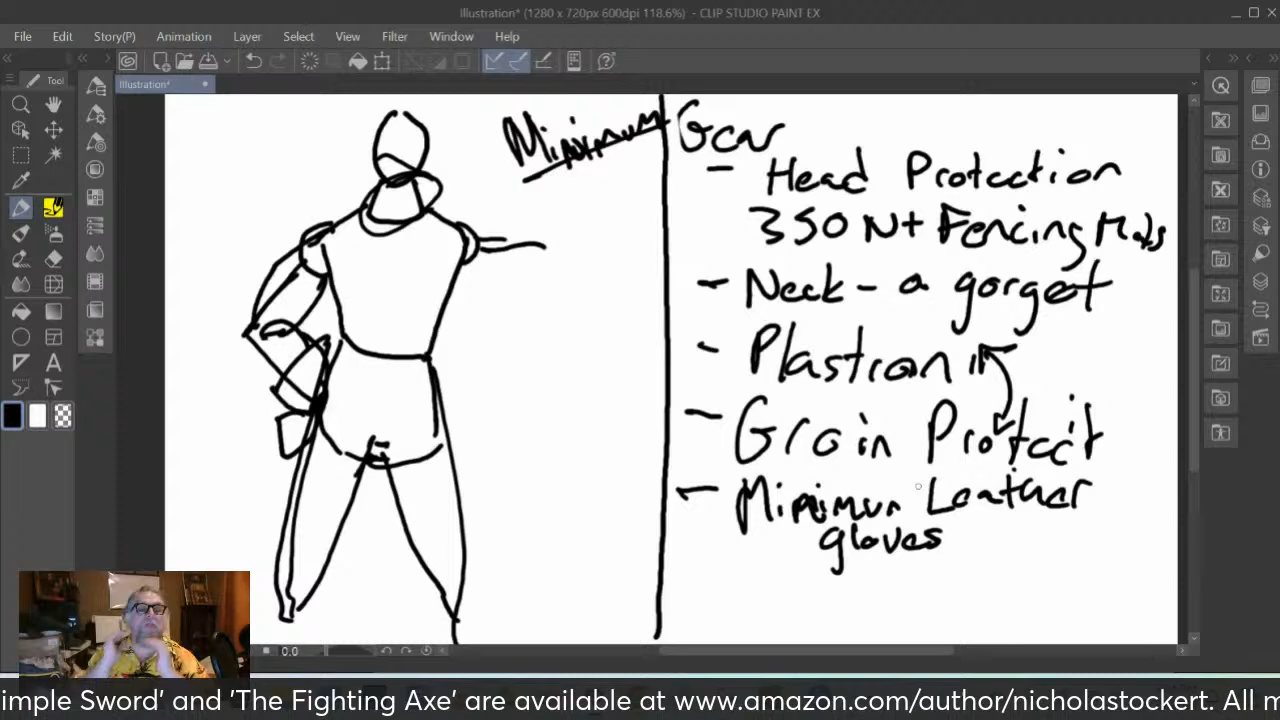 Illustration* (1280 x 720px 600dpi 118.6%) - CLIP STUDIO PAINT EX
File Edit Story(P) Animation Layer Select View Filter Window Help
Tool
Illustration*
Minimum Gear
- Head Protection
350 N+ Fencing
- Neck - a gorget
- Plastron
- Groin Protect
- Minimum Leather
gloves
0.0
imple Sword' and 'The Fighting Axe' are available at www.amazon.com/author/nicholastockert. All m